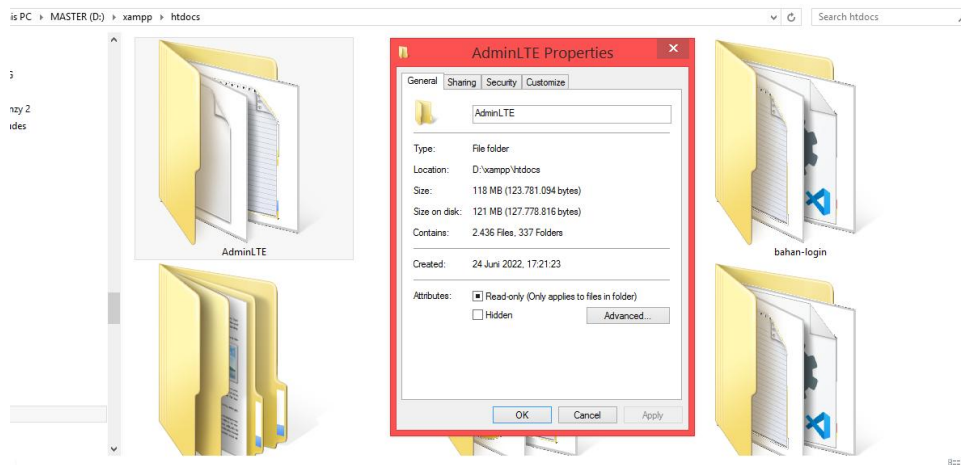 is PC ▸ MASTER (D:) ▸ xampp ▸ htdocs
Search htdocs
nzy 2
ides
AdminLTE
AdminLTE Properties
General Sharing Security Customize
AdminLTE
Type: File folder
Location: D:\xampp\htdocs
Size: 118 MB (123.781.094 bytes)
Size on disk: 121 MB (127.778.816 bytes)
Contains: 2.436 Files, 337 Folders
Created: 24 Juni 2022, 17:21:23
Attributes: Read-only (Only applies to files in folder)
Hidden Advanced...
OK Cancel Apply
bahan-login